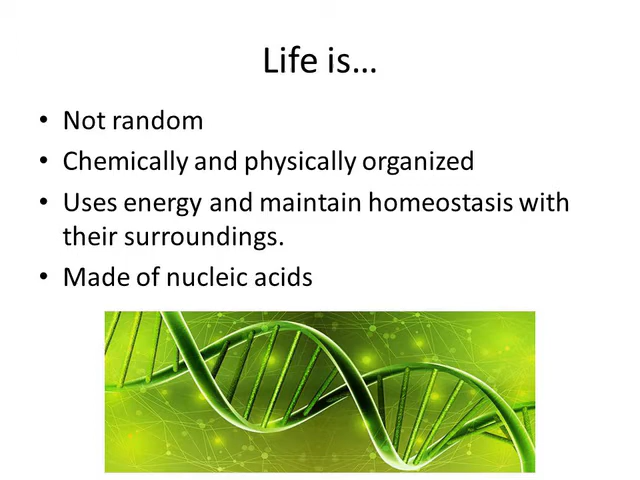 Life is…
• Not random
• Chemically and physically organized
• Uses energy and maintain homeostasis with
their surroundings.
• Made of nucleic acids